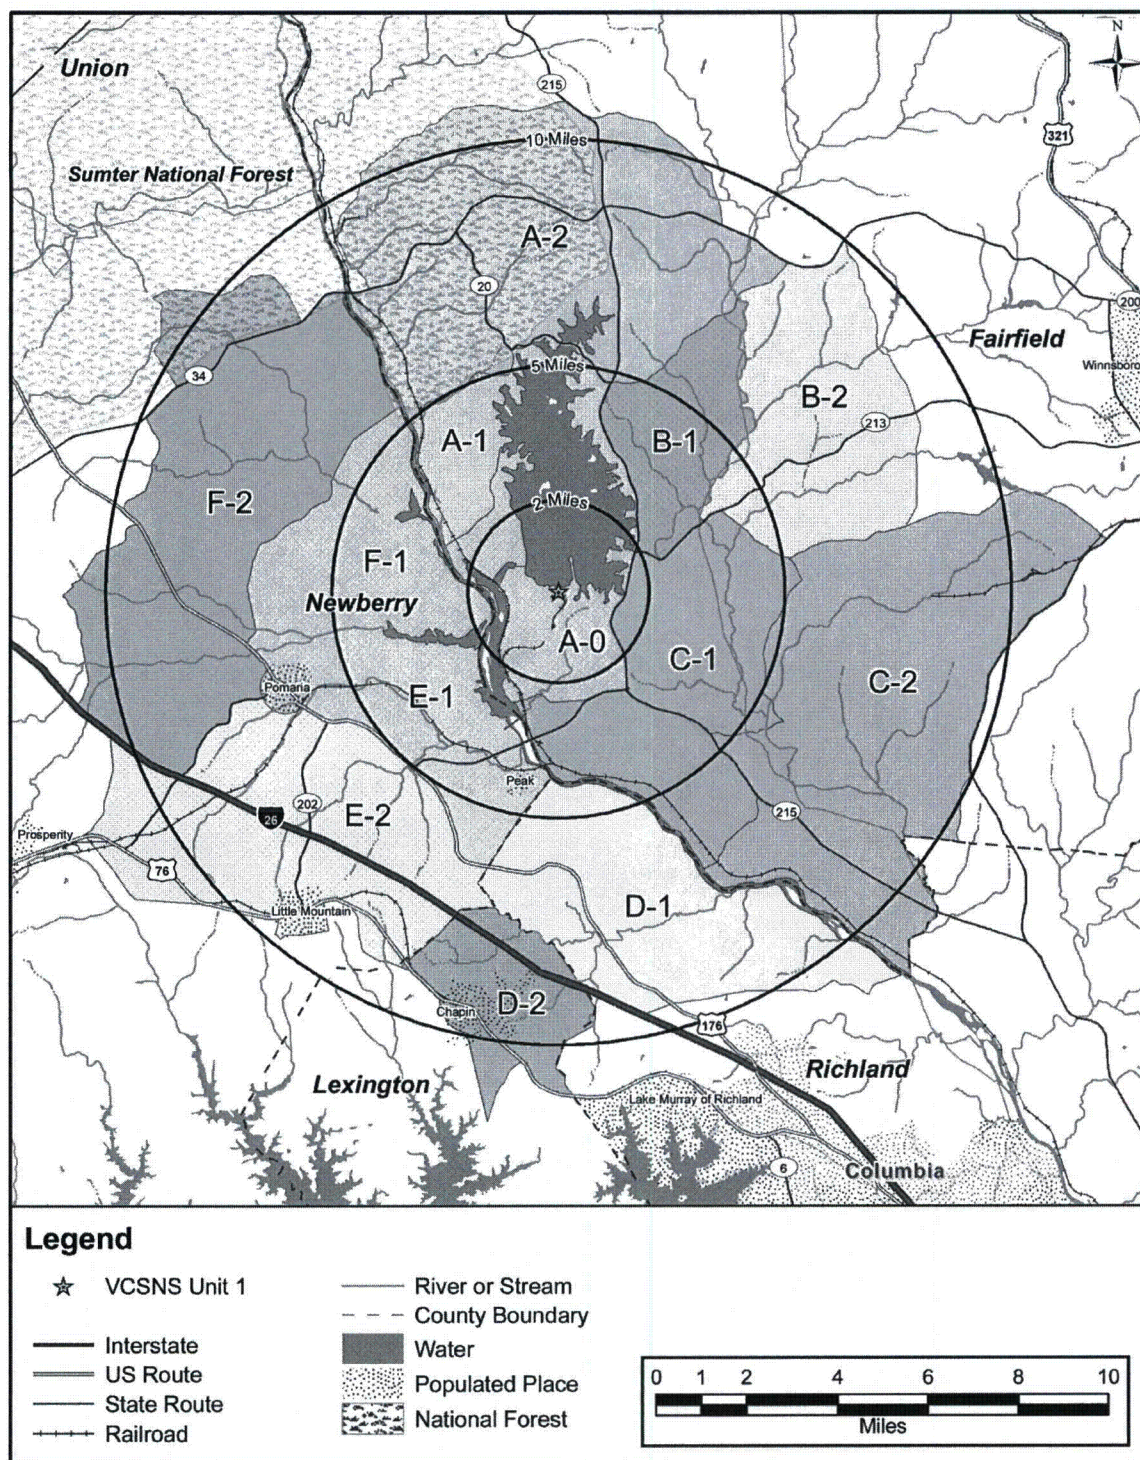 N
Union
215
321
10 Miles
Sumter National Forest
A-2
20
200
Fairfield
5 Miles
Winnsboro
34
B-2
213
A-1
B-1
F-2
2 Miles
F-1
Newberry
A-0
C-1
C-2
Pomaria
E-1
Peak
202
215
26
E-2
Prosperity
76
D-1
Little Mountain
D-2
Chapin
176
Richland
Lexington
Lake Murray of Richland
6
Columbia
Legend
VCSNS Unit 1
Interstate
US Route
State Route
Railroad
River or Stream
County Boundary
Water
Populated Place
National Forest
0 1 2 4 6 8 10
Miles